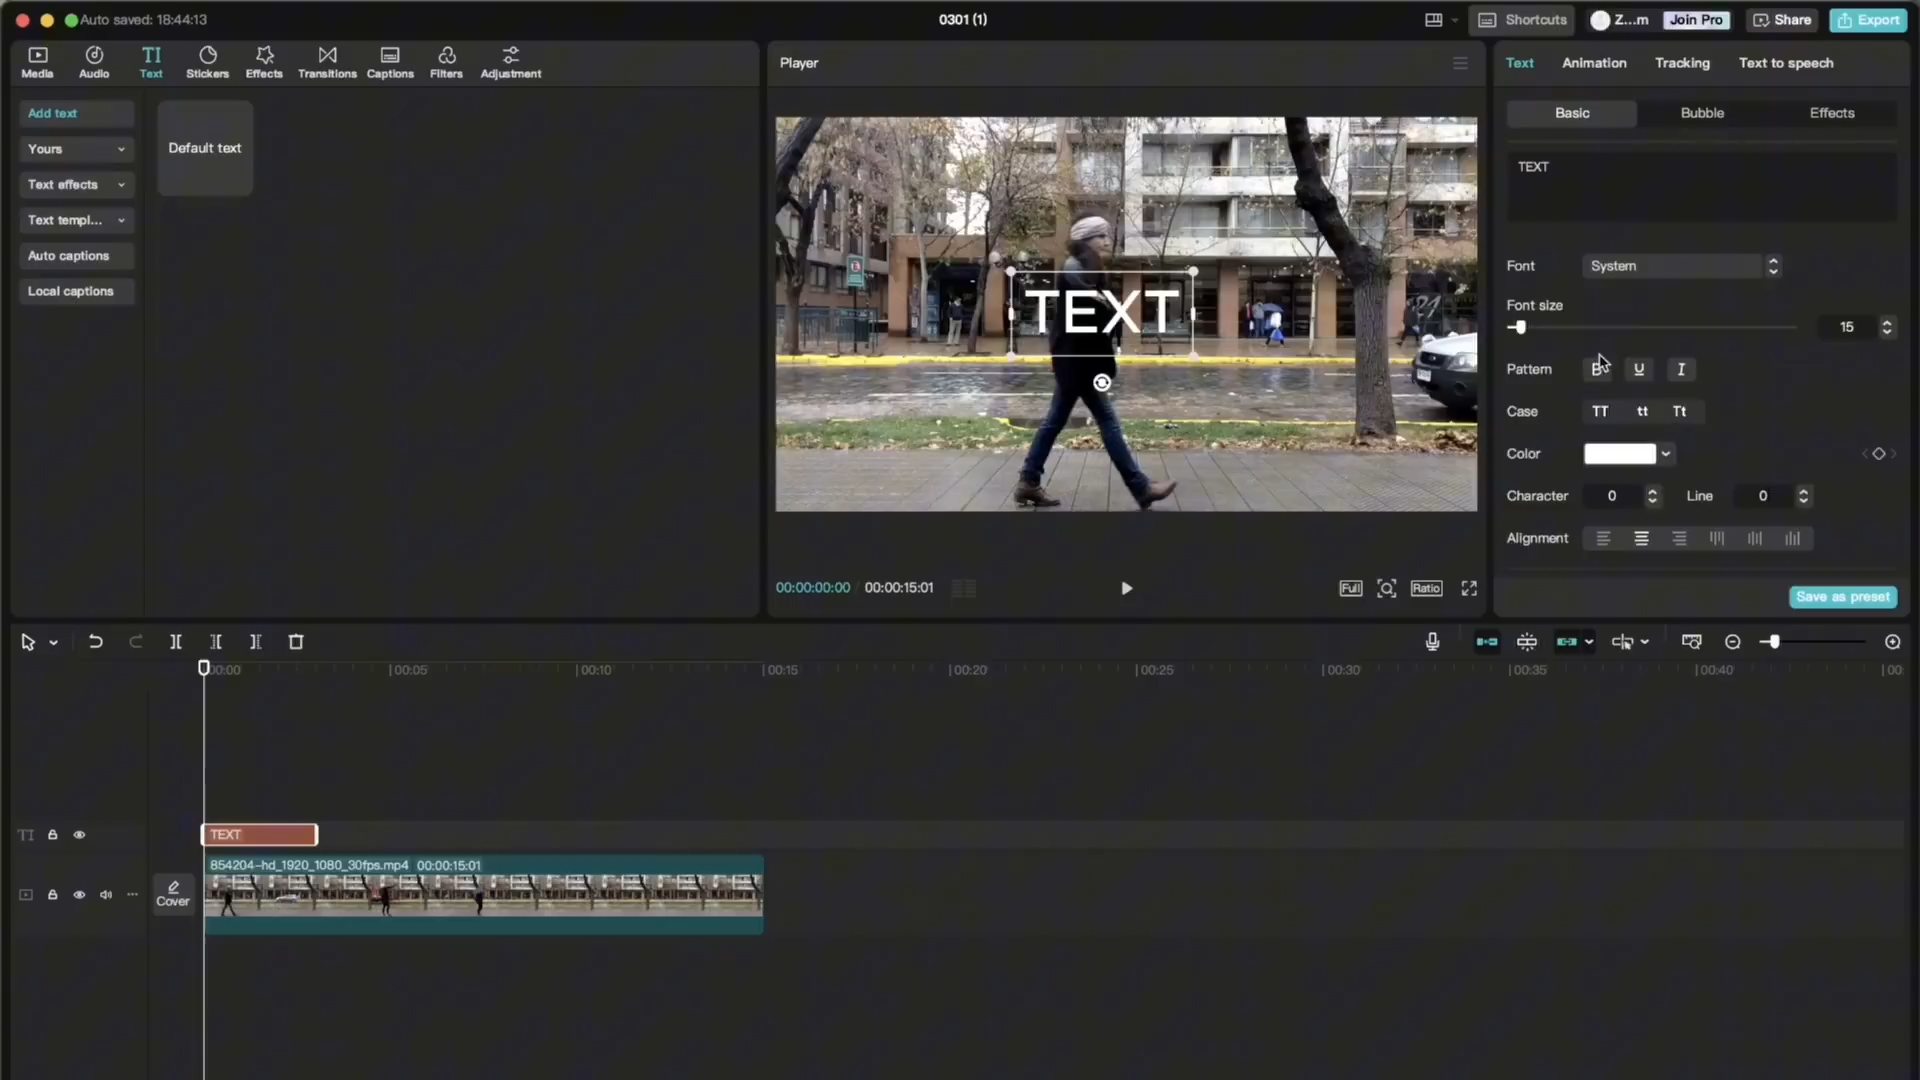 Auto saved: 18:44:13
0301 (1)
Shortcuts
Z...m
Join Pro
Share
Export
Media
Audio
TI
Text
Stickers
Effects
Transitions
Captions
Filters
Adjustment
Add text
Yours
Text effects
Text templ...
Auto captions
Local captions
Default text
Player
TEXT
00:00:00:00
00:00:15:01
Full
Ratio
Text
Animation
Tracking
Text to speech
Basic
Bubble
Effects
TEXT
Font
System
Font size
15
Pattern
B
U
I
Case
TT
tt
Tt
Color
Character
0
Line
0
Alignment
Save as preset
00:00
00:05
00:10
00:15
00:20
00:25
00:30
00:35
00:40
00:
TI
TEXT
854204-hd_1920_1080_30fps.mp4 00:00:15:01
Cover